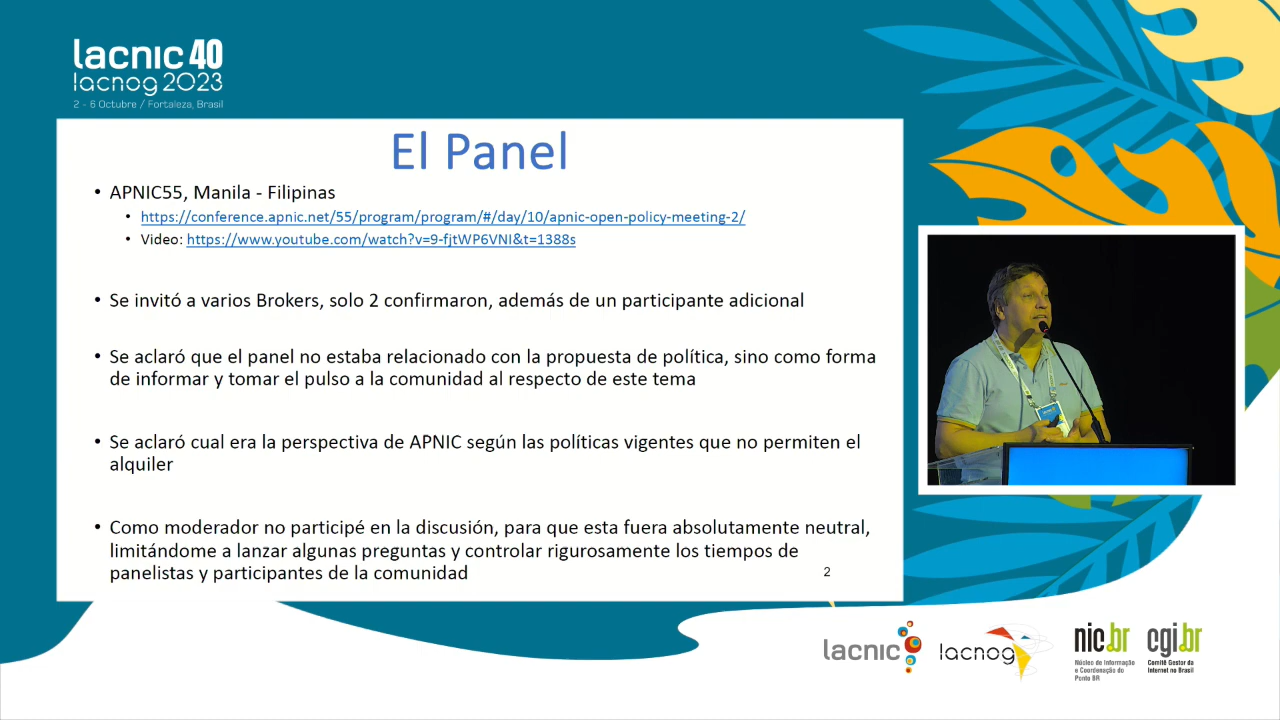 lacnic 40
lacnog 2023
2 - 6 Octubre / Fortaleza, Brasil
El Panel
• APNIC55, Manila - Filipinas
• https://conference.apnic.net/55/program/program/#/day/10/apnic-open-policy-meeting-2/
• Video: https://www.youtube.com/watch?v=9-fjtWP6VNI&t=1388s
• Se invitó a varios Brokers, solo 2 confirmaron, además de un participante adicional
• Se aclaró que el panel no estaba relacionado con la propuesta de política, sino como forma
de informar y tomar el pulso a la comunidad al respecto de este tema
• Se aclaró cual era la perspectiva de APNIC según las políticas vigentes que no permiten el
alquiler
• Como moderador no participé en la discusión, para que esta fuera absolutamente neutral,
limitándome a lanzar algunas preguntas y controlar rigurosamente los tiempos de
panelistas y participantes de la comunidad
2
lacnic
lacnog
nic.br
Núcleo de Informação
e Coordenação do
Ponto BR
cgi.br
Comitê Gestor da
Internet no Brasil